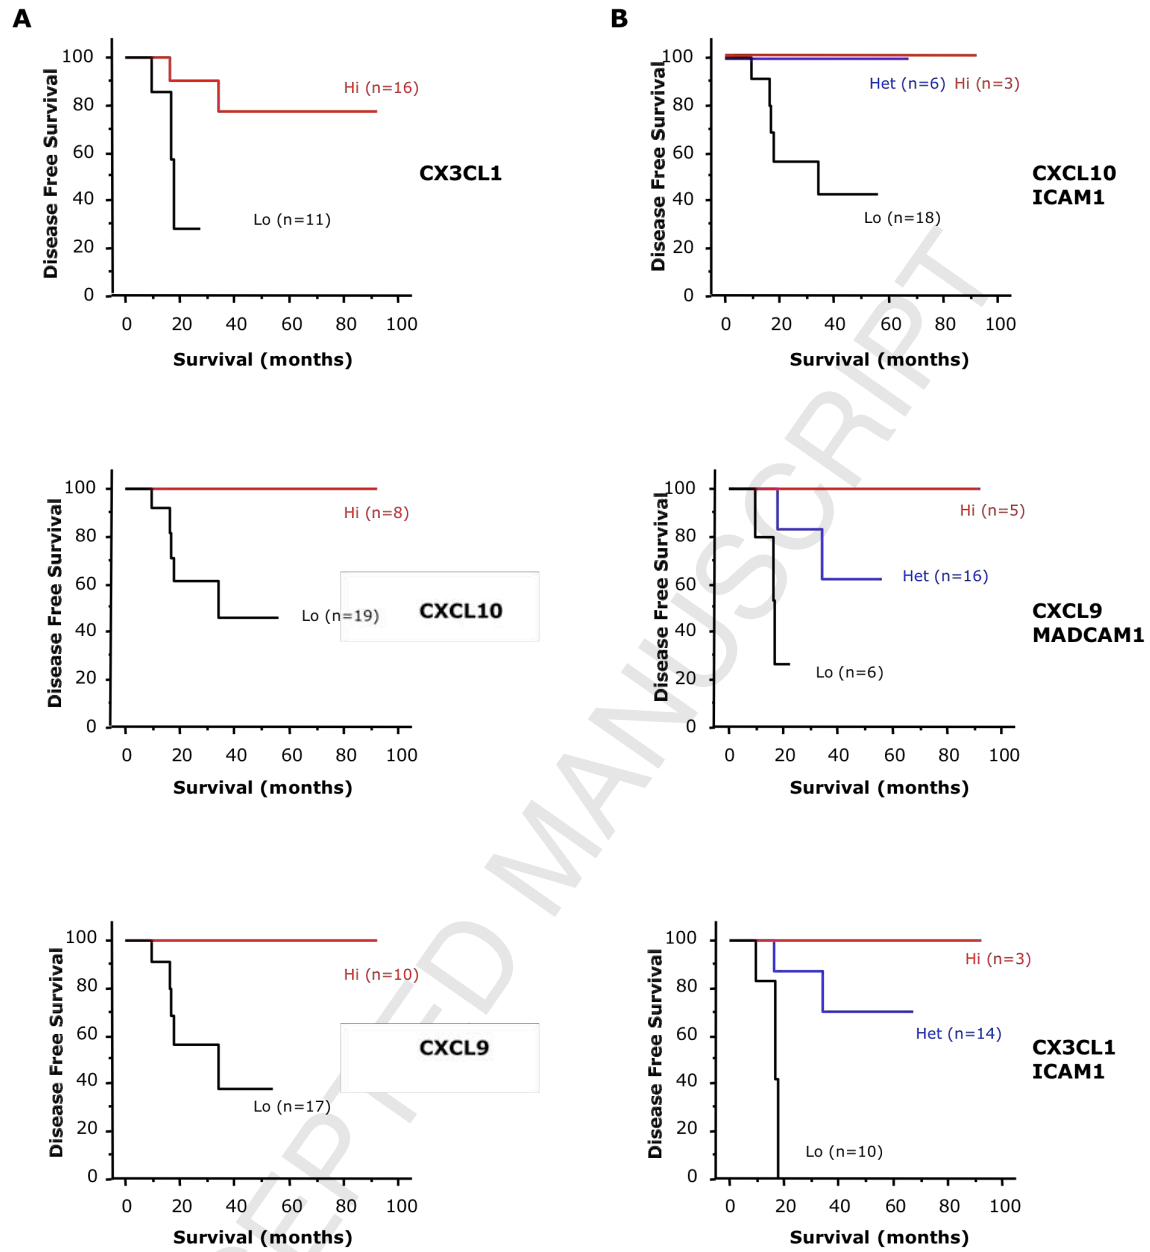 A
100
80
60
40
20
0
Disease Free Survival
Hi (n=16)
Lo (n=11)
CX3CL1
0 20 40 60 80 100
Survival (months)
B
100
80
60
40
20
0
Disease Free Survival
Het (n=6) Hi (n=3)
Lo (n=18)
CXCL10
ICAM1
0 20 40 60 80 100
Survival (months)
100
80
60
40
20
0
Disease Free Survival
Hi (n=8)
Lo (n=19)
CXCL10
0 20 40 60 80 100
Survival (months)
100
80
60
40
20
0
Disease Free Survival
Hi (n=5)
Het (n=16)
Lo (n=6)
CXCL9
MADCAM1
0 20 40 60 80 100
Survival (months)
100
80
60
40
20
0
Disease Free Survival
Hi (n=10)
Lo (n=17)
CXCL9
0 20 40 60 80 100
Survival (months)
100
80
60
40
20
0
Disease Free Survival
Hi (n=3)
Het (n=14)
Lo (n=10)
CX3CL1
ICAM1
0 20 40 60 80 100
Survival (months)
EPTED MANUSCRIPT